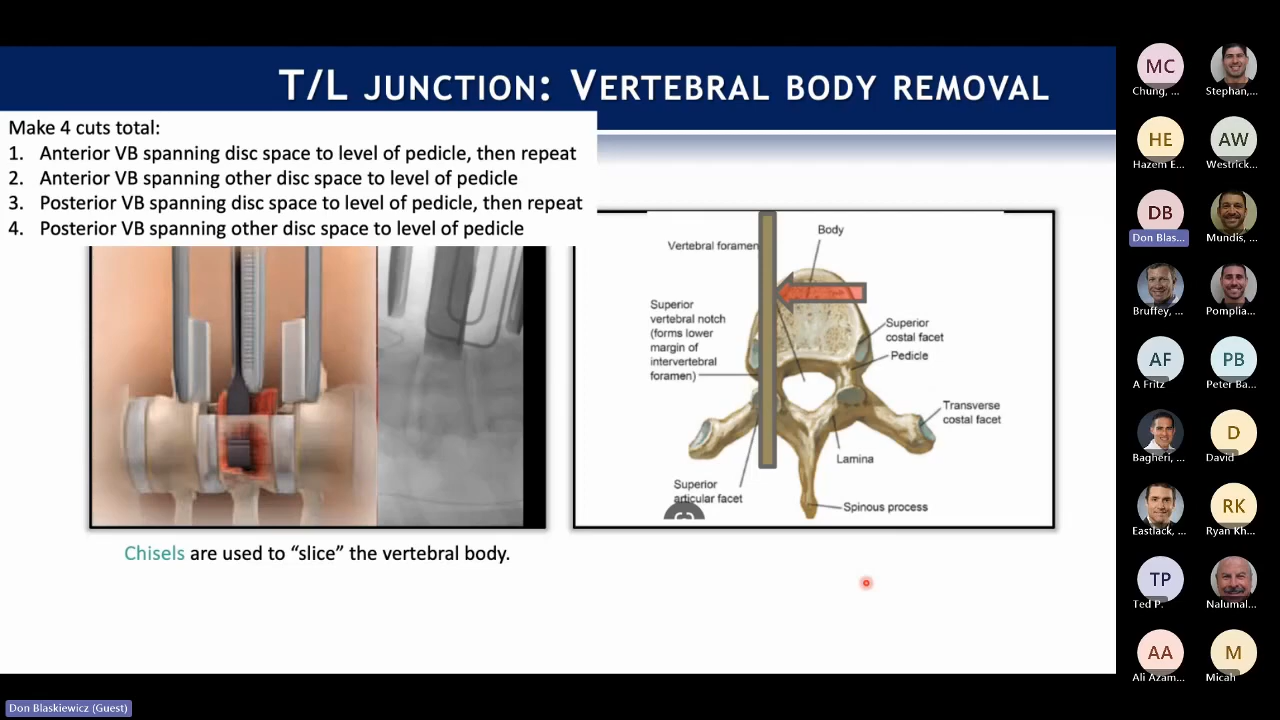 T/L JUNCTION: VERTEBRAL BODY REMOVAL
Make 4 cuts total:
1. Anterior VB spanning disc space to level of pedicle, then repeat
2. Anterior VB spanning other disc space to level of pedicle
3. Posterior VB spanning disc space to level of pedicle, then repeat
4. Posterior VB spanning other disc space to level of pedicle
Vertebral foramen
Body
Superior
vertebral notch
(forms lower
margin of
intervertebral
foramen)
Superior
costal facet
Pedicle
Transverse
costal facet
Lamina
Superior
articular facet
Spinous process
Chisels are used to “slice” the vertebral body.
MC
Chung, ...
Stephan,...
HE
Hazem E...
AW
Westrick...
DB
Don Blas...
Mundis, ...
Bruffey, ...
Pomplia...
AF
A Fritz
PB
Peter Ba...
Bagheri, ...
D
David
Eastlack, ...
RK
Ryan Kh...
TP
Ted P.
Nalumal...
AA
Ali Azam...
M
Micah
Don Blaskiewicz (Guest)